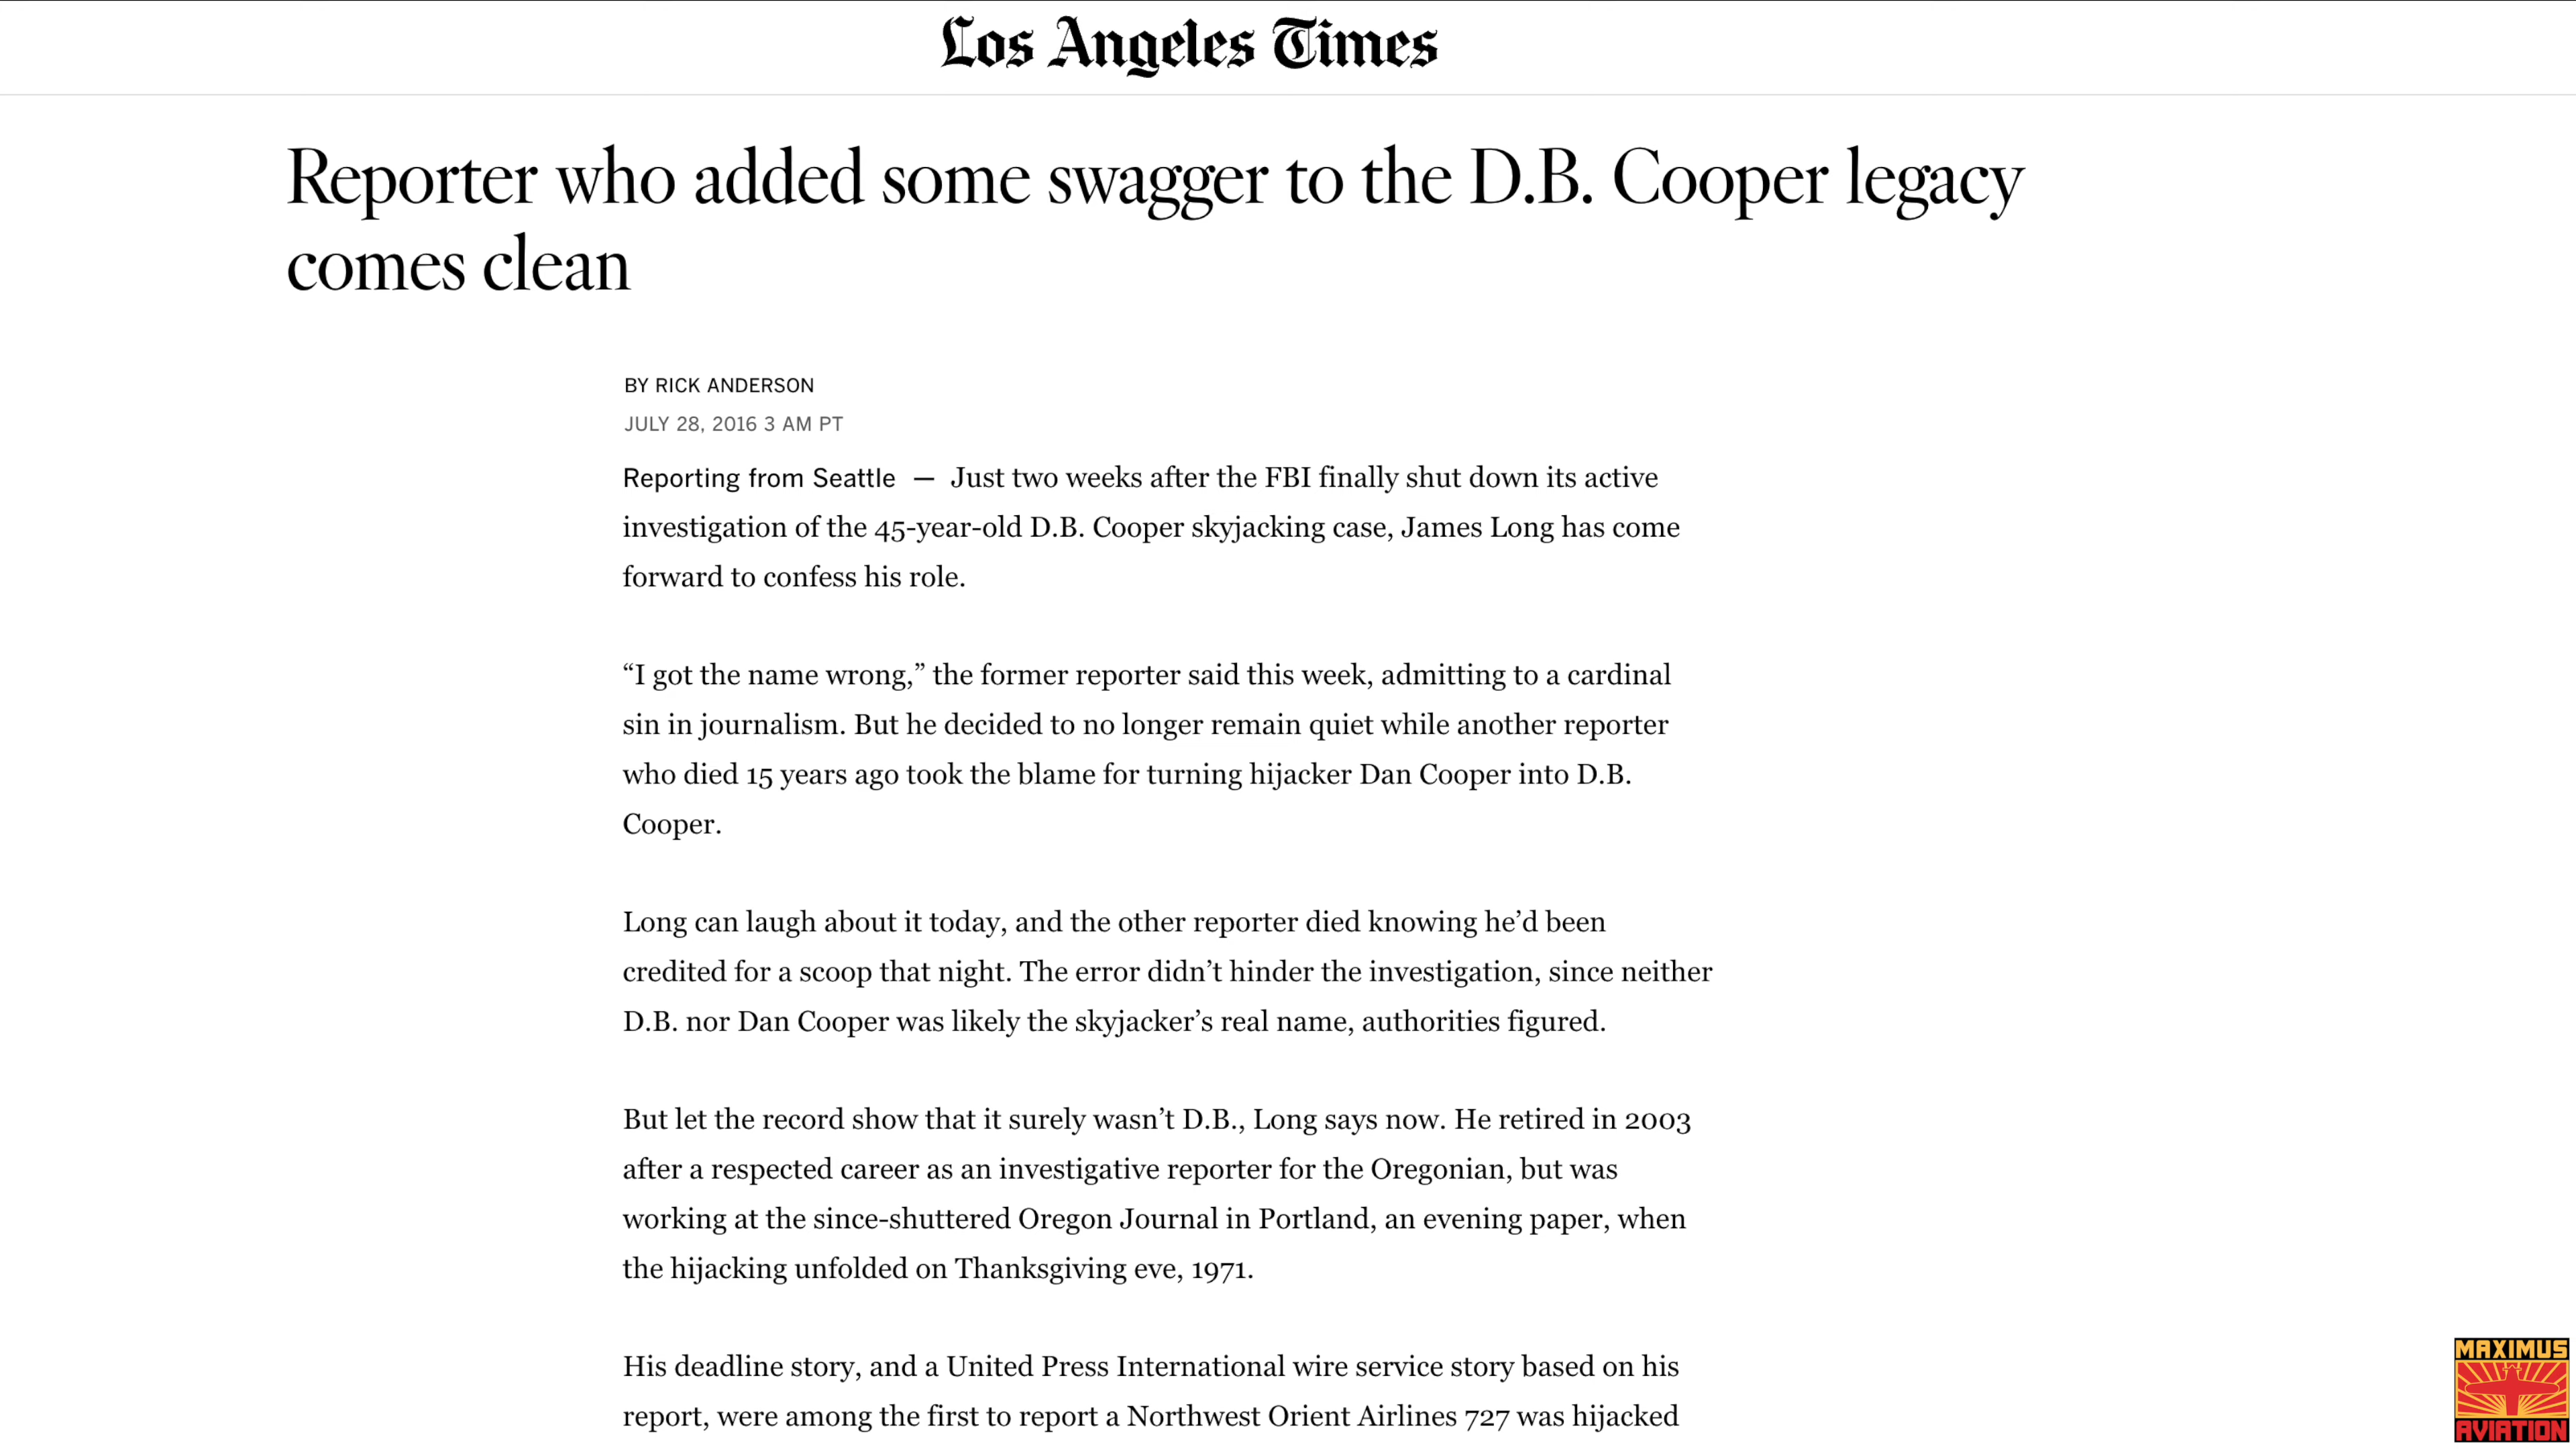 Los Angeles Times
Reporter who added some swagger to the D.B. Cooper legacy
comes clean
BY RICK ANDERSON
JULY 28, 2016 3 AM PT
Reporting from Seattle — Just two weeks after the FBI finally shut down its active
investigation of the 45-year-old D.B. Cooper skyjacking case, James Long has come
forward to confess his role.
“I got the name wrong,” the former reporter said this week, admitting to a cardinal
sin in journalism. But he decided to no longer remain quiet while another reporter
who died 15 years ago took the blame for turning hijacker Dan Cooper into D.B.
Cooper.
Long can laugh about it today, and the other reporter died knowing he’d been
credited for a scoop that night. The error didn’t hinder the investigation, since neither
D.B. nor Dan Cooper was likely the skyjacker’s real name, authorities figured.
But let the record show that it surely wasn’t D.B., Long says now. He retired in 2003
after a respected career as an investigative reporter for the Oregonian, but was
working at the since-shuttered Oregon Journal in Portland, an evening paper, when
the hijacking unfolded on Thanksgiving eve, 1971.
His deadline story, and a United Press International wire service story based on his
report, were among the first to report a Northwest Orient Airlines 727 was hijacked
MAXIMUS
AVIATION